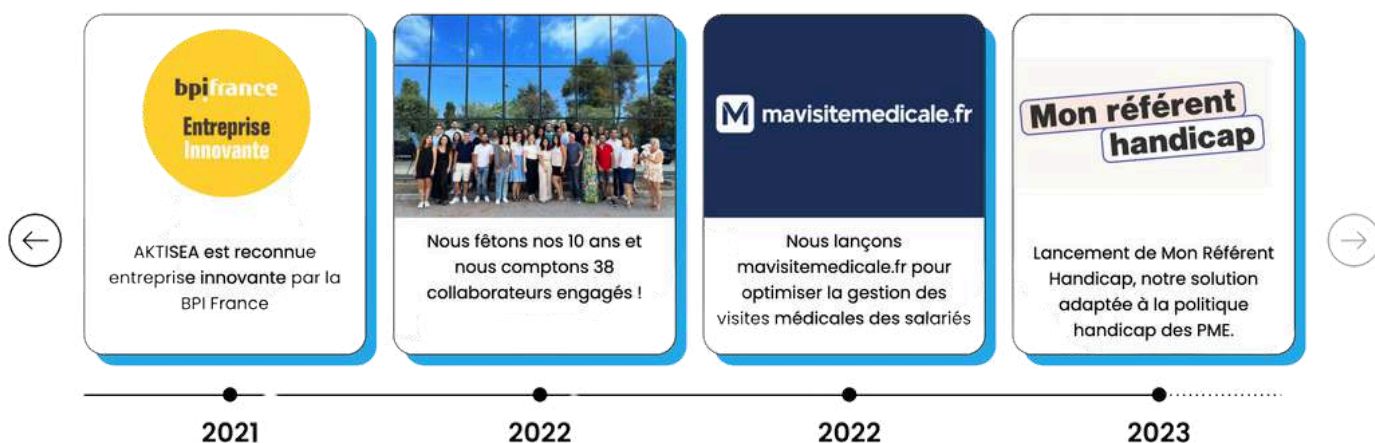 bpifrance
Entreprise
Innovante
AKTISEA est reconnue
entreprise innovante par la
BPI France
Nous fêtons nos 10 ans et
nous comptons 38
collaborateurs engagés !
M mavisitemedicale.fr
Nous lançons
mavisitemedicale.fr pour
optimiser la gestion des
visites médicales des salariés
Mon référent
handicap
Lancement de Mon Référent
Handicap, notre solution
adaptée à la politique
handicap des PME.
2021
2022
2022
2023